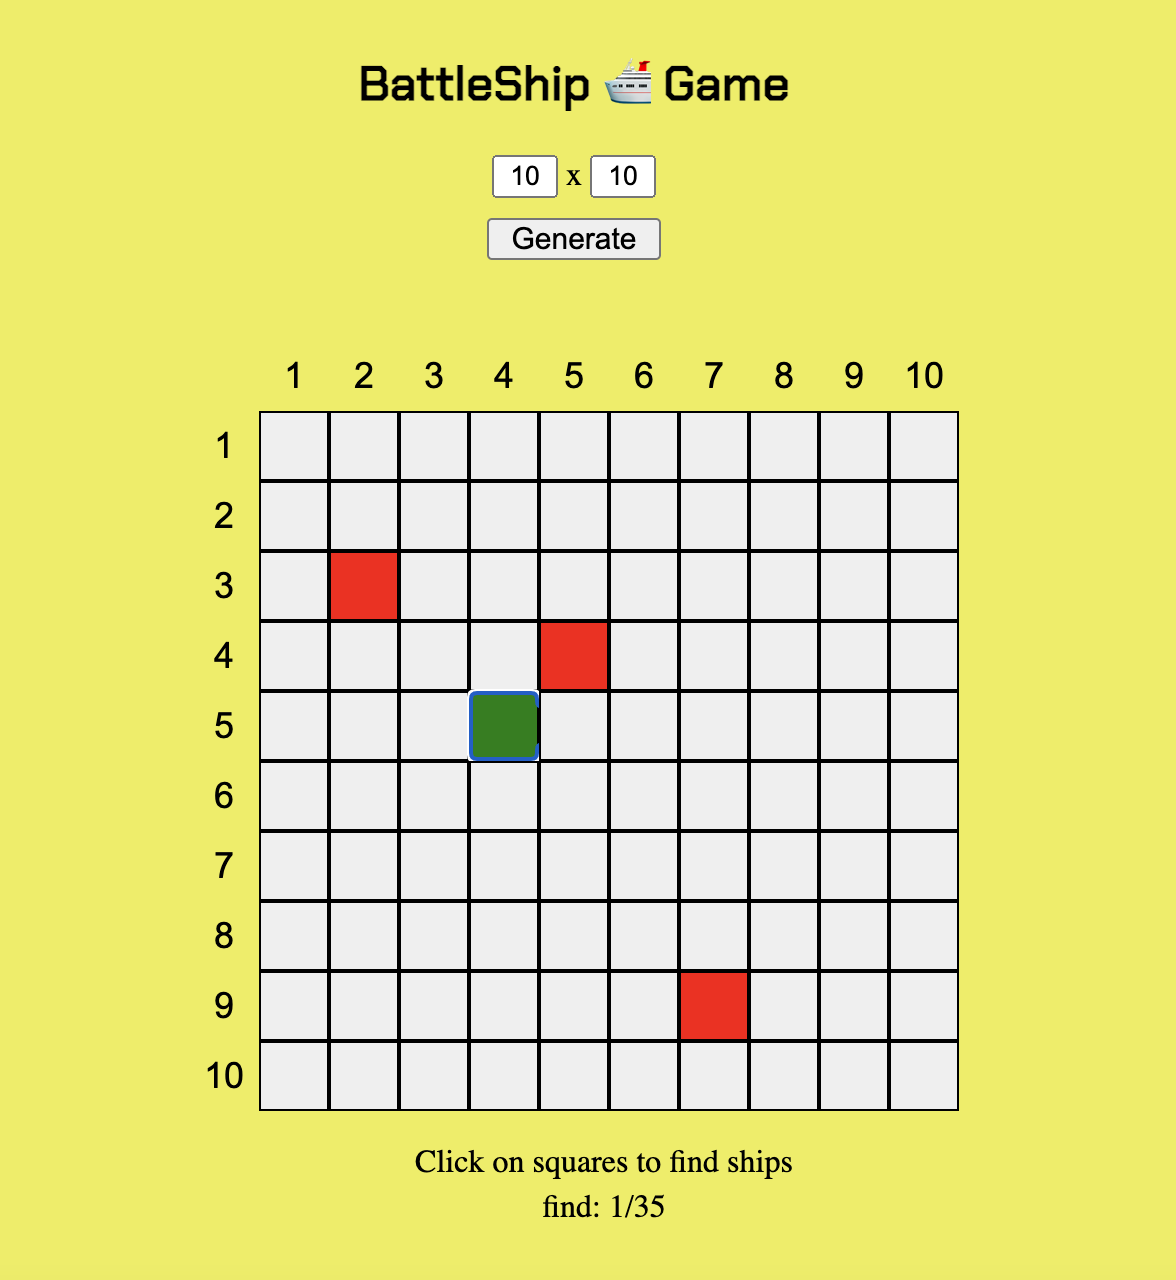 BattleShip 🛳️ Game
10 x 10
Generate
1 2 3 4 5 6 7 8 9 10
1
2
3
4
5
6
7
8
9
10
Click on squares to find ships
find: 1/35